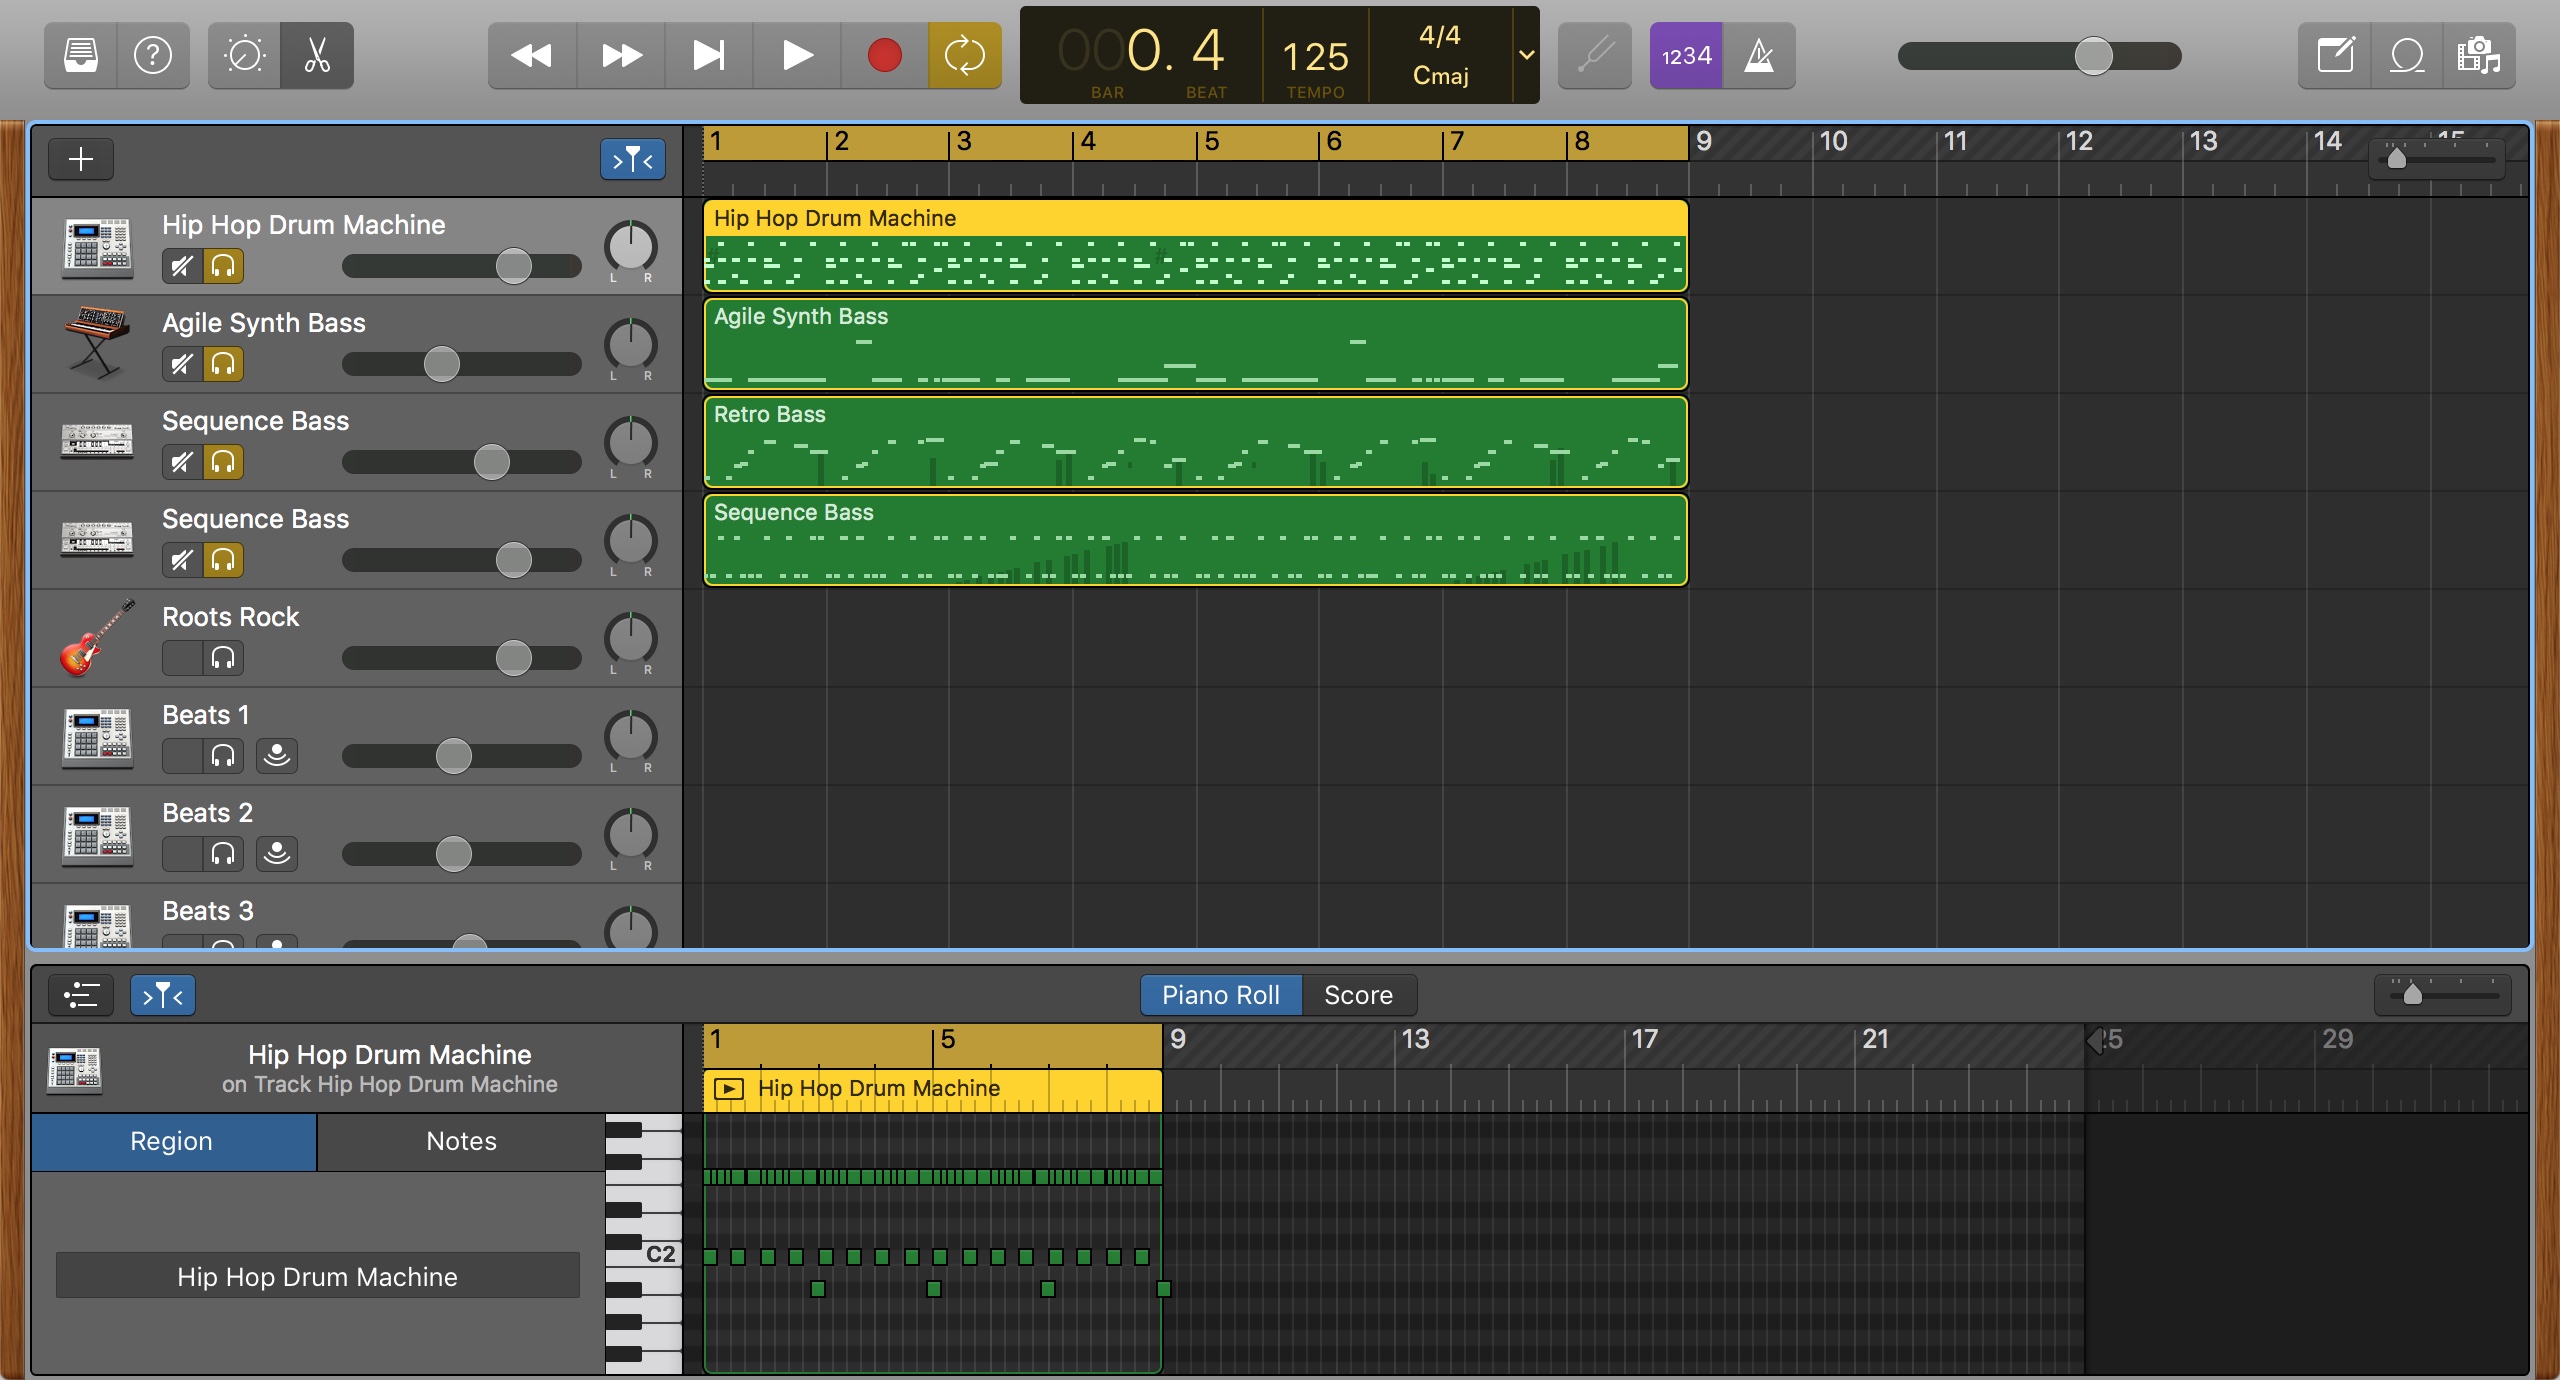 000. 4
BAR BEAT
125
TEMPO
4/4
Cmaj
1234
1 2 3 4 5 6 7 8 9 10 11 12 13 14 15
Hip Hop Drum Machine
L R
Hip Hop Drum Machine
Agile Synth Bass
L R
Agile Synth Bass
Sequence Bass
L R
Retro Bass
Sequence Bass
L R
Sequence Bass
Roots Rock
L R
Beats 1
L R
Beats 2
L R
Beats 3
Piano Roll Score
1 5 9 13 17 21 25 29
Hip Hop Drum Machine
on Track Hip Hop Drum Machine
Hip Hop Drum Machine
Region Notes
C2
Hip Hop Drum Machine